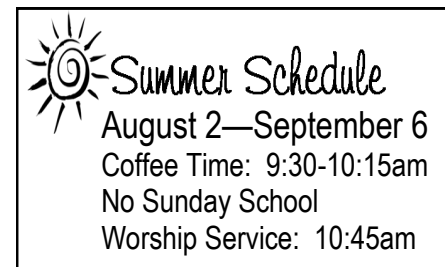 Summer Schedule
August 2—September 6
Coffee Time:  9:30-10:15am
No Sunday School
Worship Service:  10:45am